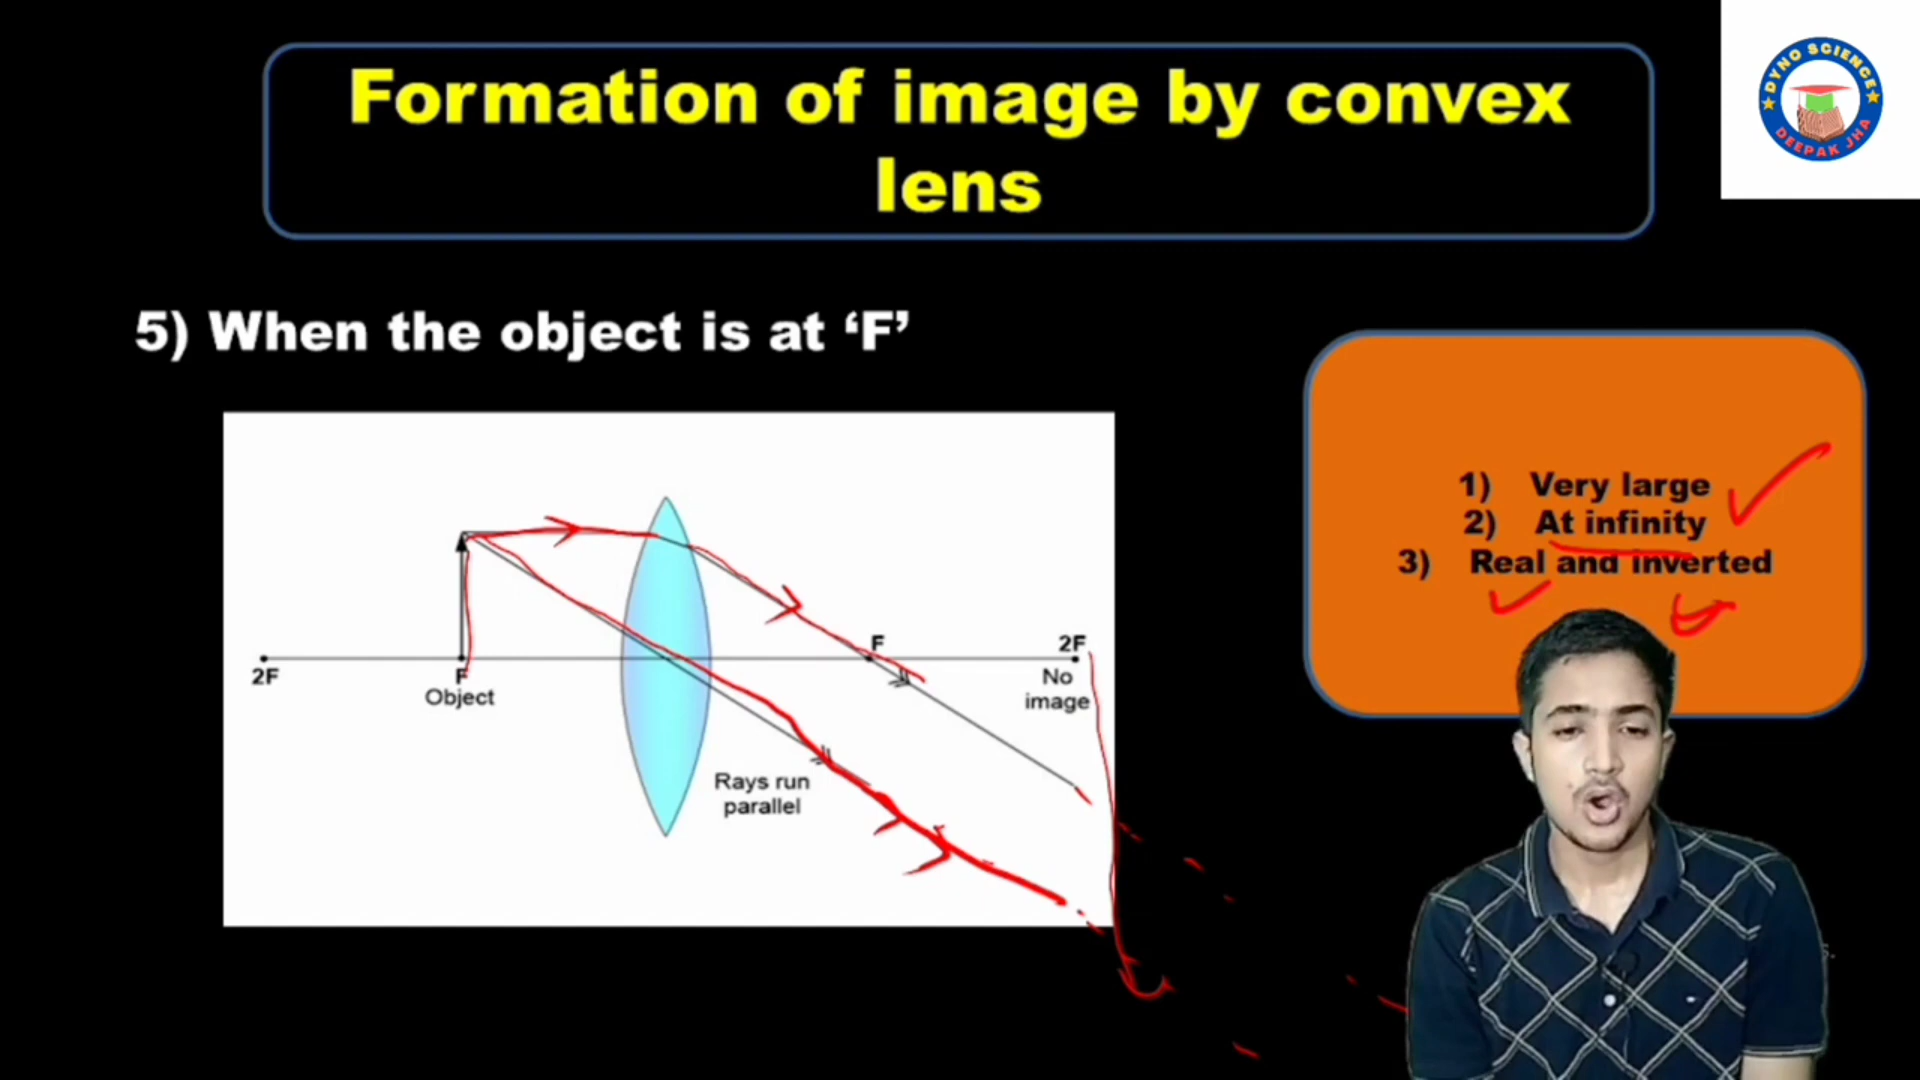 Formation of image by convex
lens
DYNO SCIENCE
DEEPAK JHA
5) When the object is at ‘F’
1) Very large
2) At infinity
3) Real and inverted
F
2F
2F
F
No
Object
image
Rays run
parallel